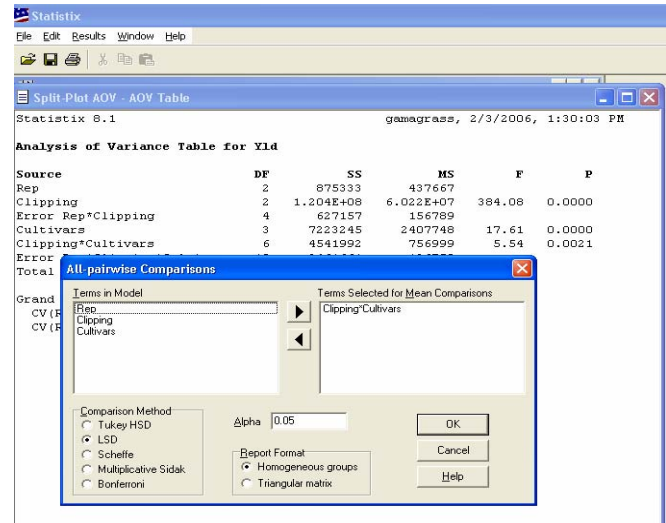 Statistix
File Edit Results Window Help
Split-Plot AOV - AOV Table
Statistix 8.1 gamagrass, 2/3/2006, 1:30:03 PM
Analysis of Variance Table for Yld
Source DF SS MS F P
Rep 2 875333 437667
Clipping 2 1.204E+08 6.022E+07 384.08 0.0000
Error Rep*Clipping 4 627157 156789
Cultivars 3 7223245 2407748 17.61 0.0000
Clipping*Cultivars 6 4541992 756999 5.54 0.0021
Error
Total
Grand
CV(R
CV(R
All-pairwise Comparisons
Terms in Model
Rep
Clipping
Cultivars
Terms Selected for Mean Comparisons
Clipping*Cultivars
Comparison Method
Tukey HSD
LSD
Scheffe
Multiplicative Sidak
Bonferroni
Alpha 0.05
Report Format
Homogeneous groups
Triangular matrix
OK
Cancel
Help